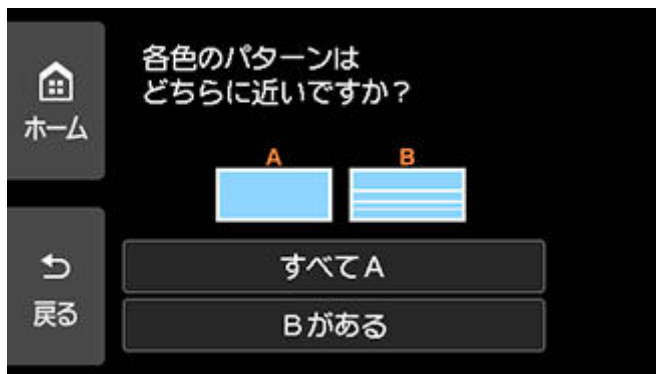 ホーム
各色のパターンは
どちらに近いですか？
A
B
すべてA
Bがある
戻る